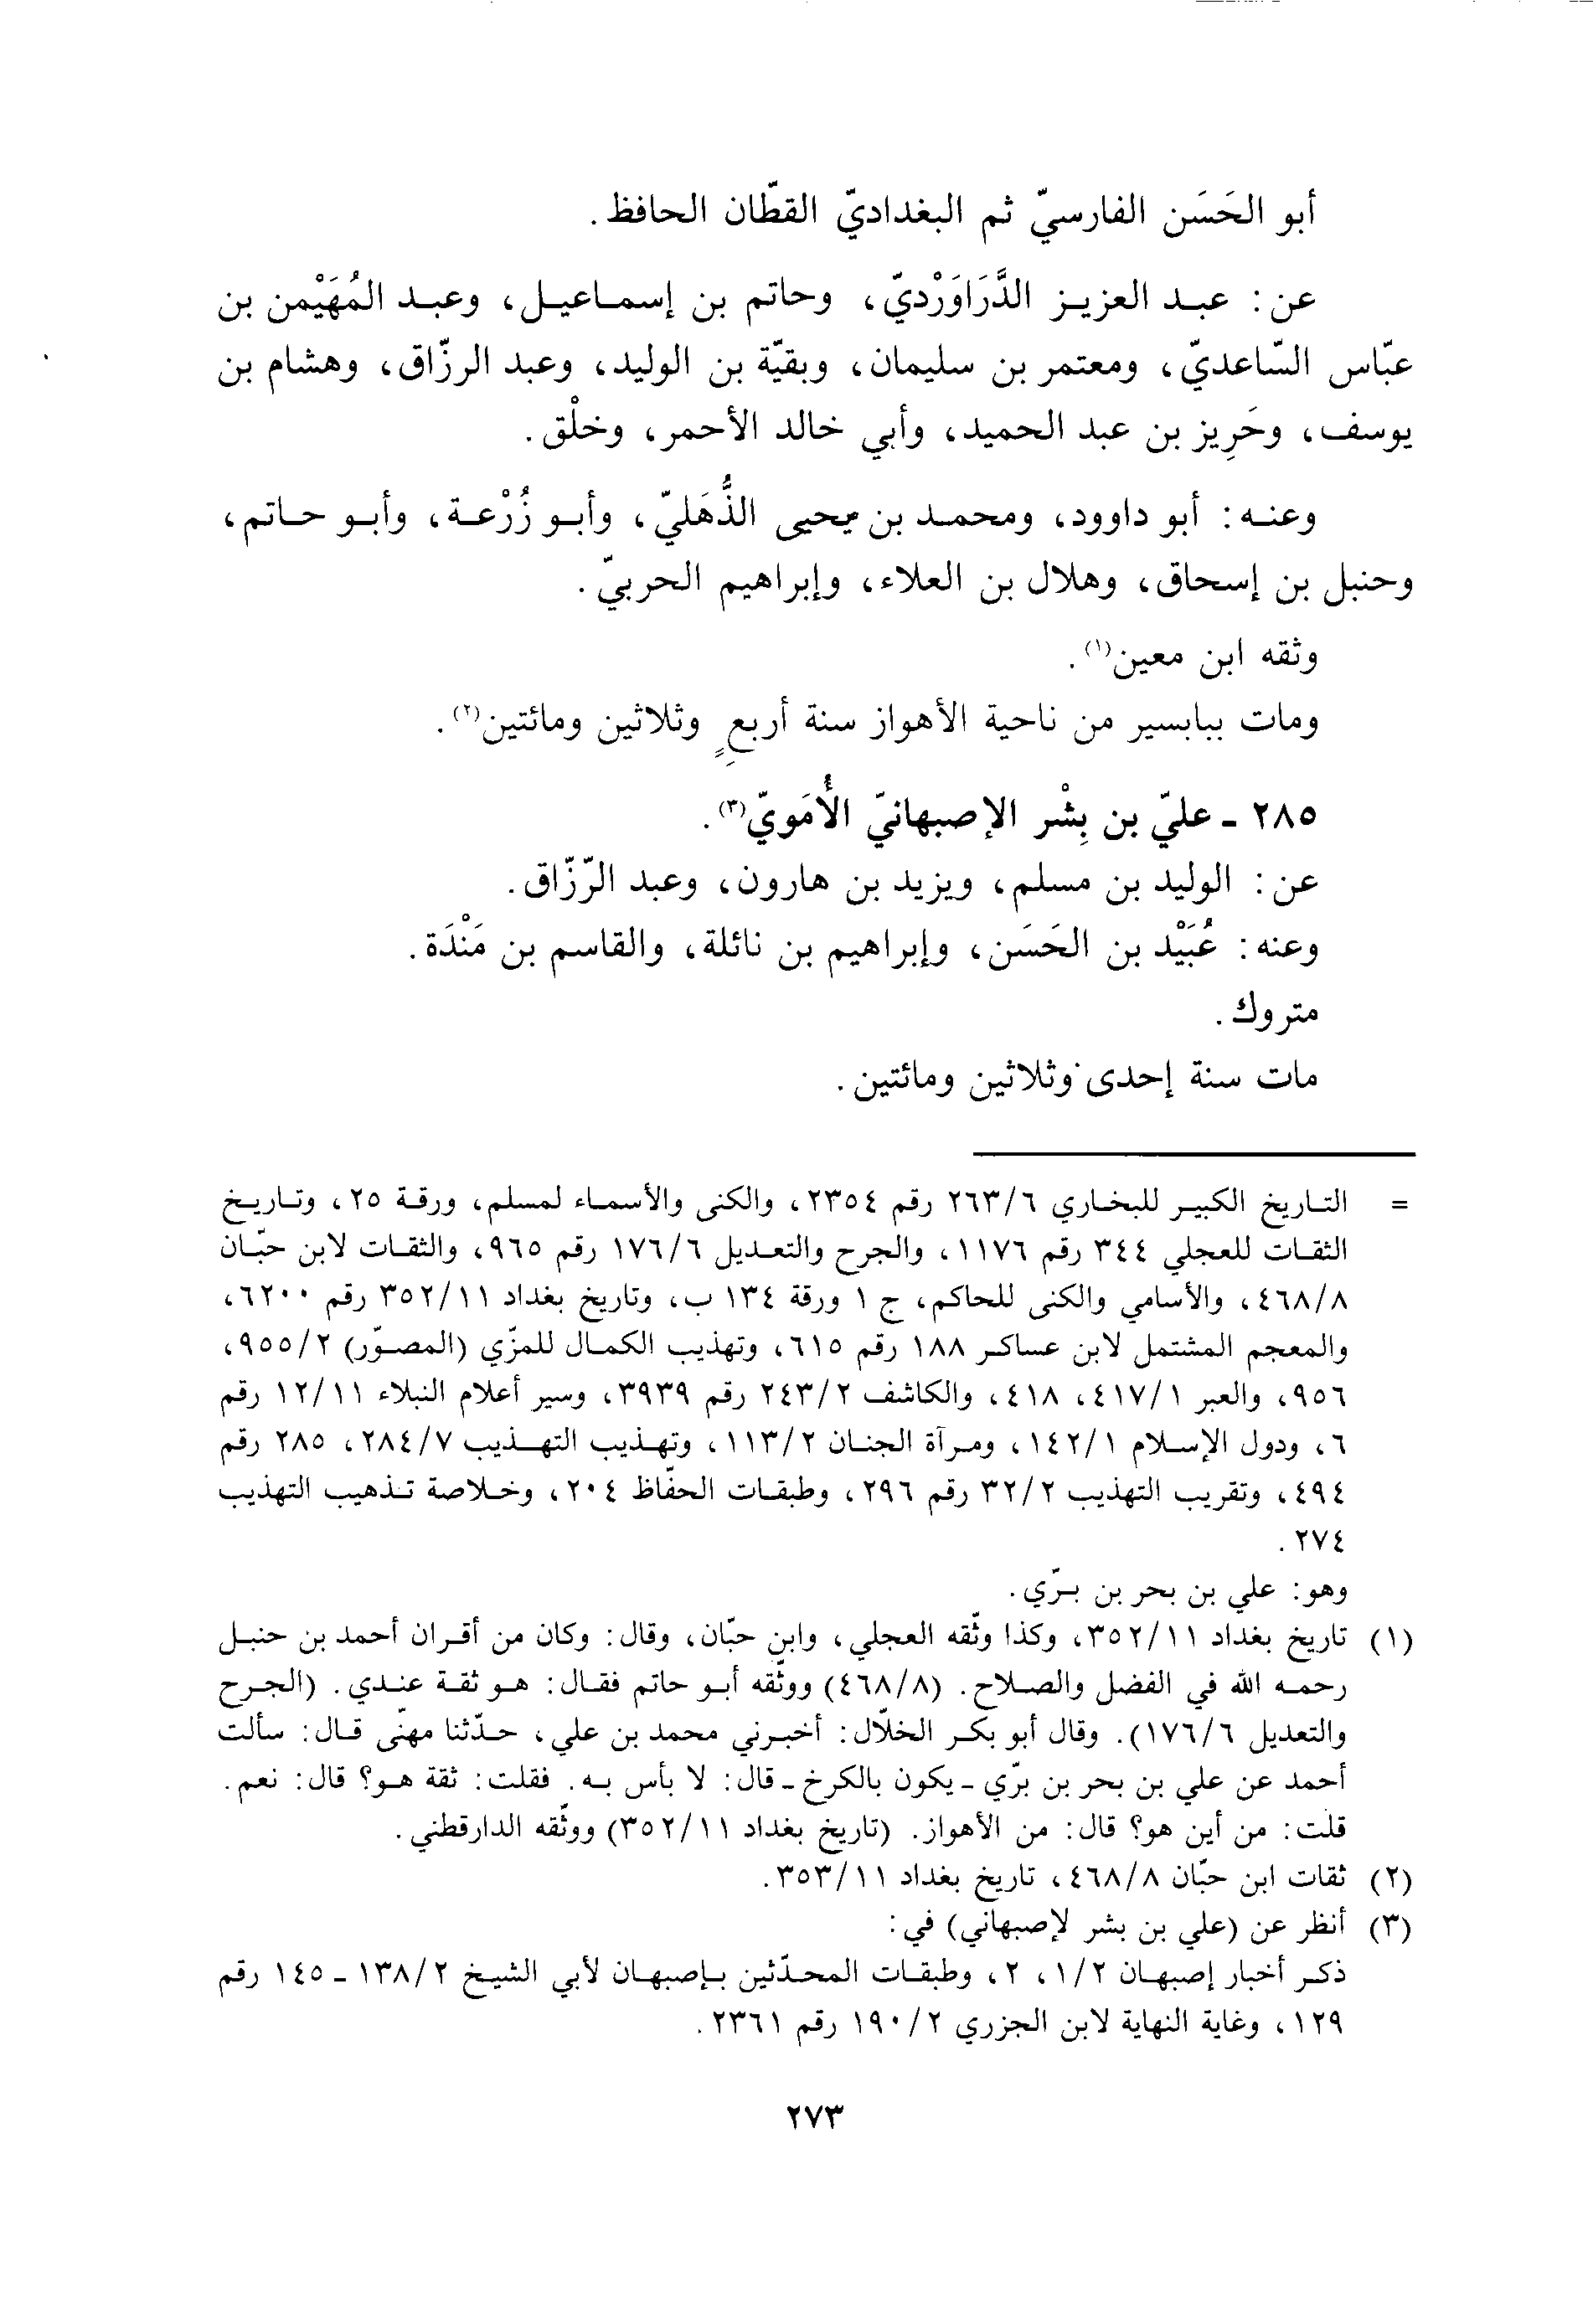 أبو الحَسَن الفارسيّ ثم البغداديّ القطّان الحافظ.
عن: عبد العزيز الدَّرَاوَرْديّ، وحاتم بن إسماعيل، وعبد المُهَيْمن بن
عبّاس السّاعديّ، ومعتمر بن سليمان، وبقيّة بن الوليد، وعبد الرزّاق، وهشام بن
يوسف، وحَرِيز بن عبد الحميد، وأبي خالد الأحمر، وخلْق.
وعنه: أبو داوود، ومحمد بن يحيى الذُّهَليّ، وأبو زُرْعة، وأبو حاتم،
وحنبل بن إسحاق، وهلال بن العلاء، وإبراهيم الحربيّ.
وثقه ابن معين(١).
ومات ببابسير من ناحية الأهواز سنة أربعٍ وثلاثين ومائتين(٢).
٢٨٥ - عليّ بن بِشْر الإصبهانيّ الأُمَويّ(٣).
عن: الوليد بن مسلم، ويزيد بن هارون، وعبد الرّزّاق.
وعنه: عُبَيْد بن الحَسَن، وإبراهيم بن نائلة، والقاسم بن مَنْدَة.
متروك.
مات سنة إحدى وثلاثين ومائتين.
= التاريخ الكبير للبخاري ٢٦٣/٦ رقم ٢٣٥٤، والكنى والأسماء لمسلم، ورقة ٢٥، وتاريخ
الثقات للعجلي ٣٤٤ رقم ١١٧٦، والجرح والتعديل ١٧٦/٦ رقم ٩٦٥، والثقات لابن حبّان
٤٦٨/٨، والأسامي والكنى للحاكم، ج ١ ورقة ١٣٤ ب، وتاريخ بغداد ٣٥٢/١١ رقم ٦٢٠٠،
والمعجم المشتمل لابن عساكر ١٨٨ رقم ٦١٥، وتهذيب الكمال للمزّي (المصوّر) ٩٥٥/٢،
٩٥٦، والعبر ٤١٧/١، ٤١٨، والكاشف ٢٤٣/٢ رقم ٣٩٣٩، وسير أعلام النبلاء ١٢/١١ رقم
٦، ودول الإسلام ١٤٢/١، ومرآة الجنان ١١٣/٢، وتهذيب التهذيب ٢٨٤/٧، ٢٨٥ رقم
٤٩٤، وتقريب التهذيب ٣٢/٢ رقم ٢٩٦، وطبقات الحفّاظ ٢٠٤، وخلاصة تذهيب التهذيب
٢٧٤.
وهو: علي بن بحر بن بـرّي.
(١) تاريخ بغداد ٣٥٢/١١، وكذا وثّقه العجلي، وابن حبّان، وقال: وكان من أقران أحمد بن حنبل
رحمه الله في الفضل والصلاح. (٤٦٨/٨) ووثّقه أبو حاتم فقال: هو ثقة عندي. (الجرح
والتعديل ١٧٦/٦). وقال أبو بكر الخلّال: أخبرني محمد بن علي، حدّثنا مهنّى قال: سألت
أحمد عن علي بن بحر بن برّي - يكون بالكرخ - قال: لا بأس به. فقلت: ثقة هو؟ قال: نعم.
قلت: من أين هو؟ قال: من الأهواز. (تاريخ بغداد ٣٥٢/١١) ووثّقه الدارقطني.
(٢) ثقات ابن حبّان ٤٦٨/٨، تاريخ بغداد ٣٥٣/١١.
(٣) أنظر عن (علي بن بشر لإصبهاني) في:
ذكر أخبار إصبهان ١/٢، ٢، وطبقات المحدّثين بإصبهان لأبي الشيخ ١٣٨/٢ - ١٤٥ رقم
١٢٩، وغاية النهاية لابن الجزري ١٩٠/٢ رقم ٢٣٦١.
٢٧٣